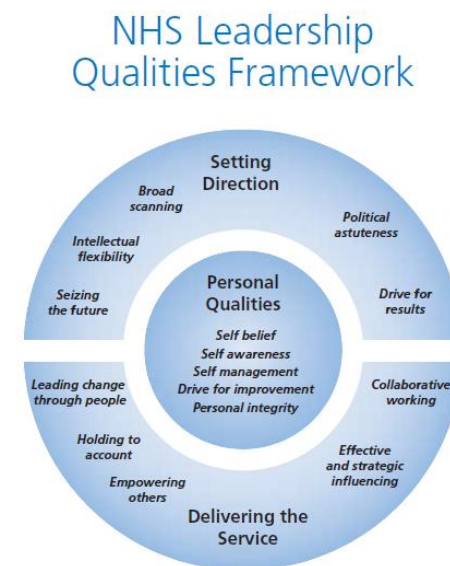 NHS Leadership
Qualities Framework
Setting
Direction
Broad
scanning
Intellectual
flexibility
Seizing
the future
Political
astuteness
Drive for
results
Personal
Qualities
Self belief
Self awareness
Self management
Drive for improvement
Personal integrity
Leading change
through people
Holding to
account
Empowering
others
Collaborative
working
Effective
and strategic
influencing
Delivering the
Service